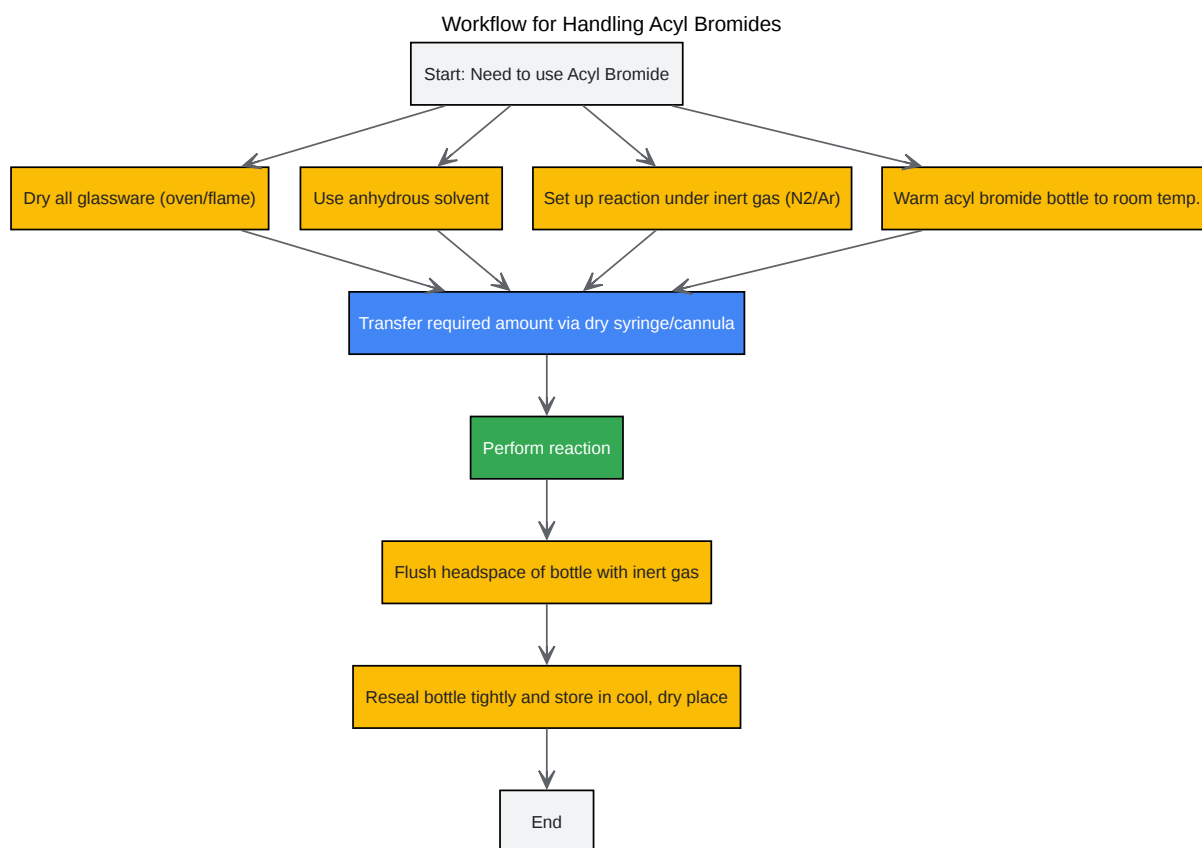 Workflow for Handling Acyl Bromides
Start: Need to use Acyl Bromide
Dry all glassware (oven/flame)
Use anhydrous solvent
Set up reaction under inert gas (N2/Ar)
Warm acyl bromide bottle to room temp.
Transfer required amount via dry syringe/cannula
Perform reaction
Flush headspace of bottle with inert gas
Reseal bottle tightly and store in cool, dry place
End